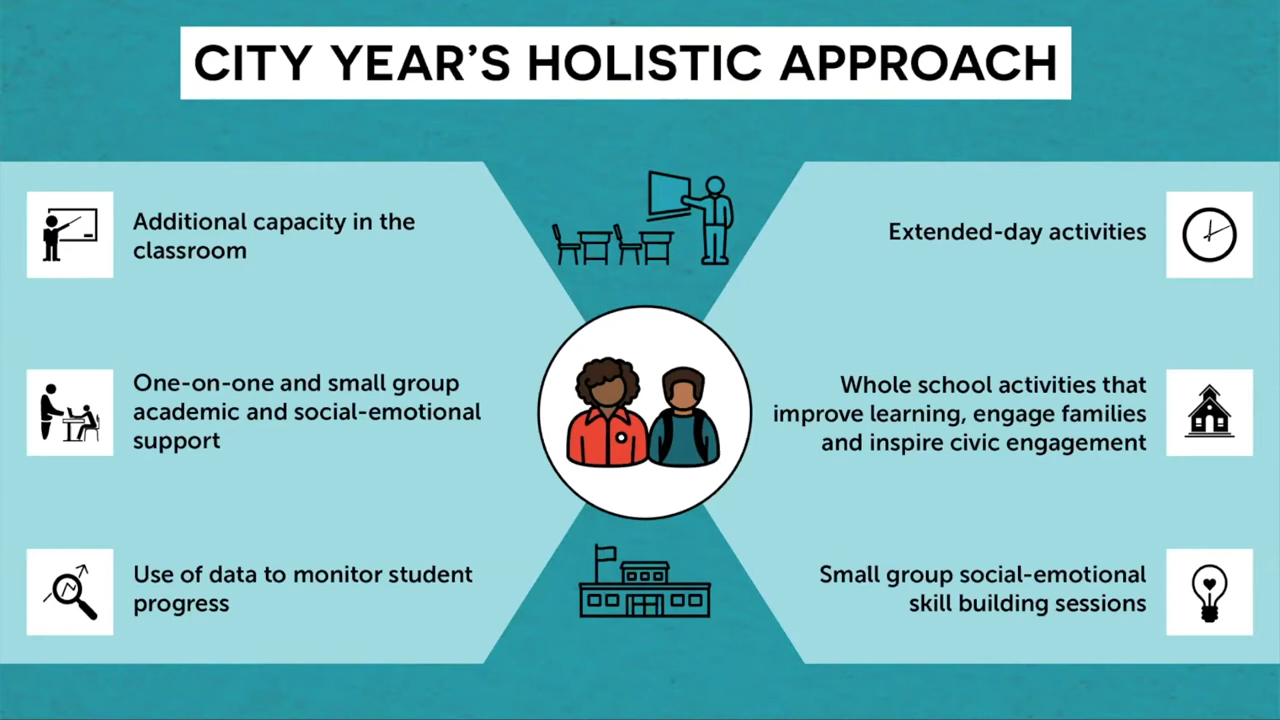 CITY YEAR’S HOLISTIC APPROACH
Additional capacity in the
classroom
One-on-one and small group
academic and social-emotional
support
Use of data to monitor student
progress
Extended-day activities
Whole school activities that
improve learning, engage families
and inspire civic engagement
Small group social-emotional
skill building sessions